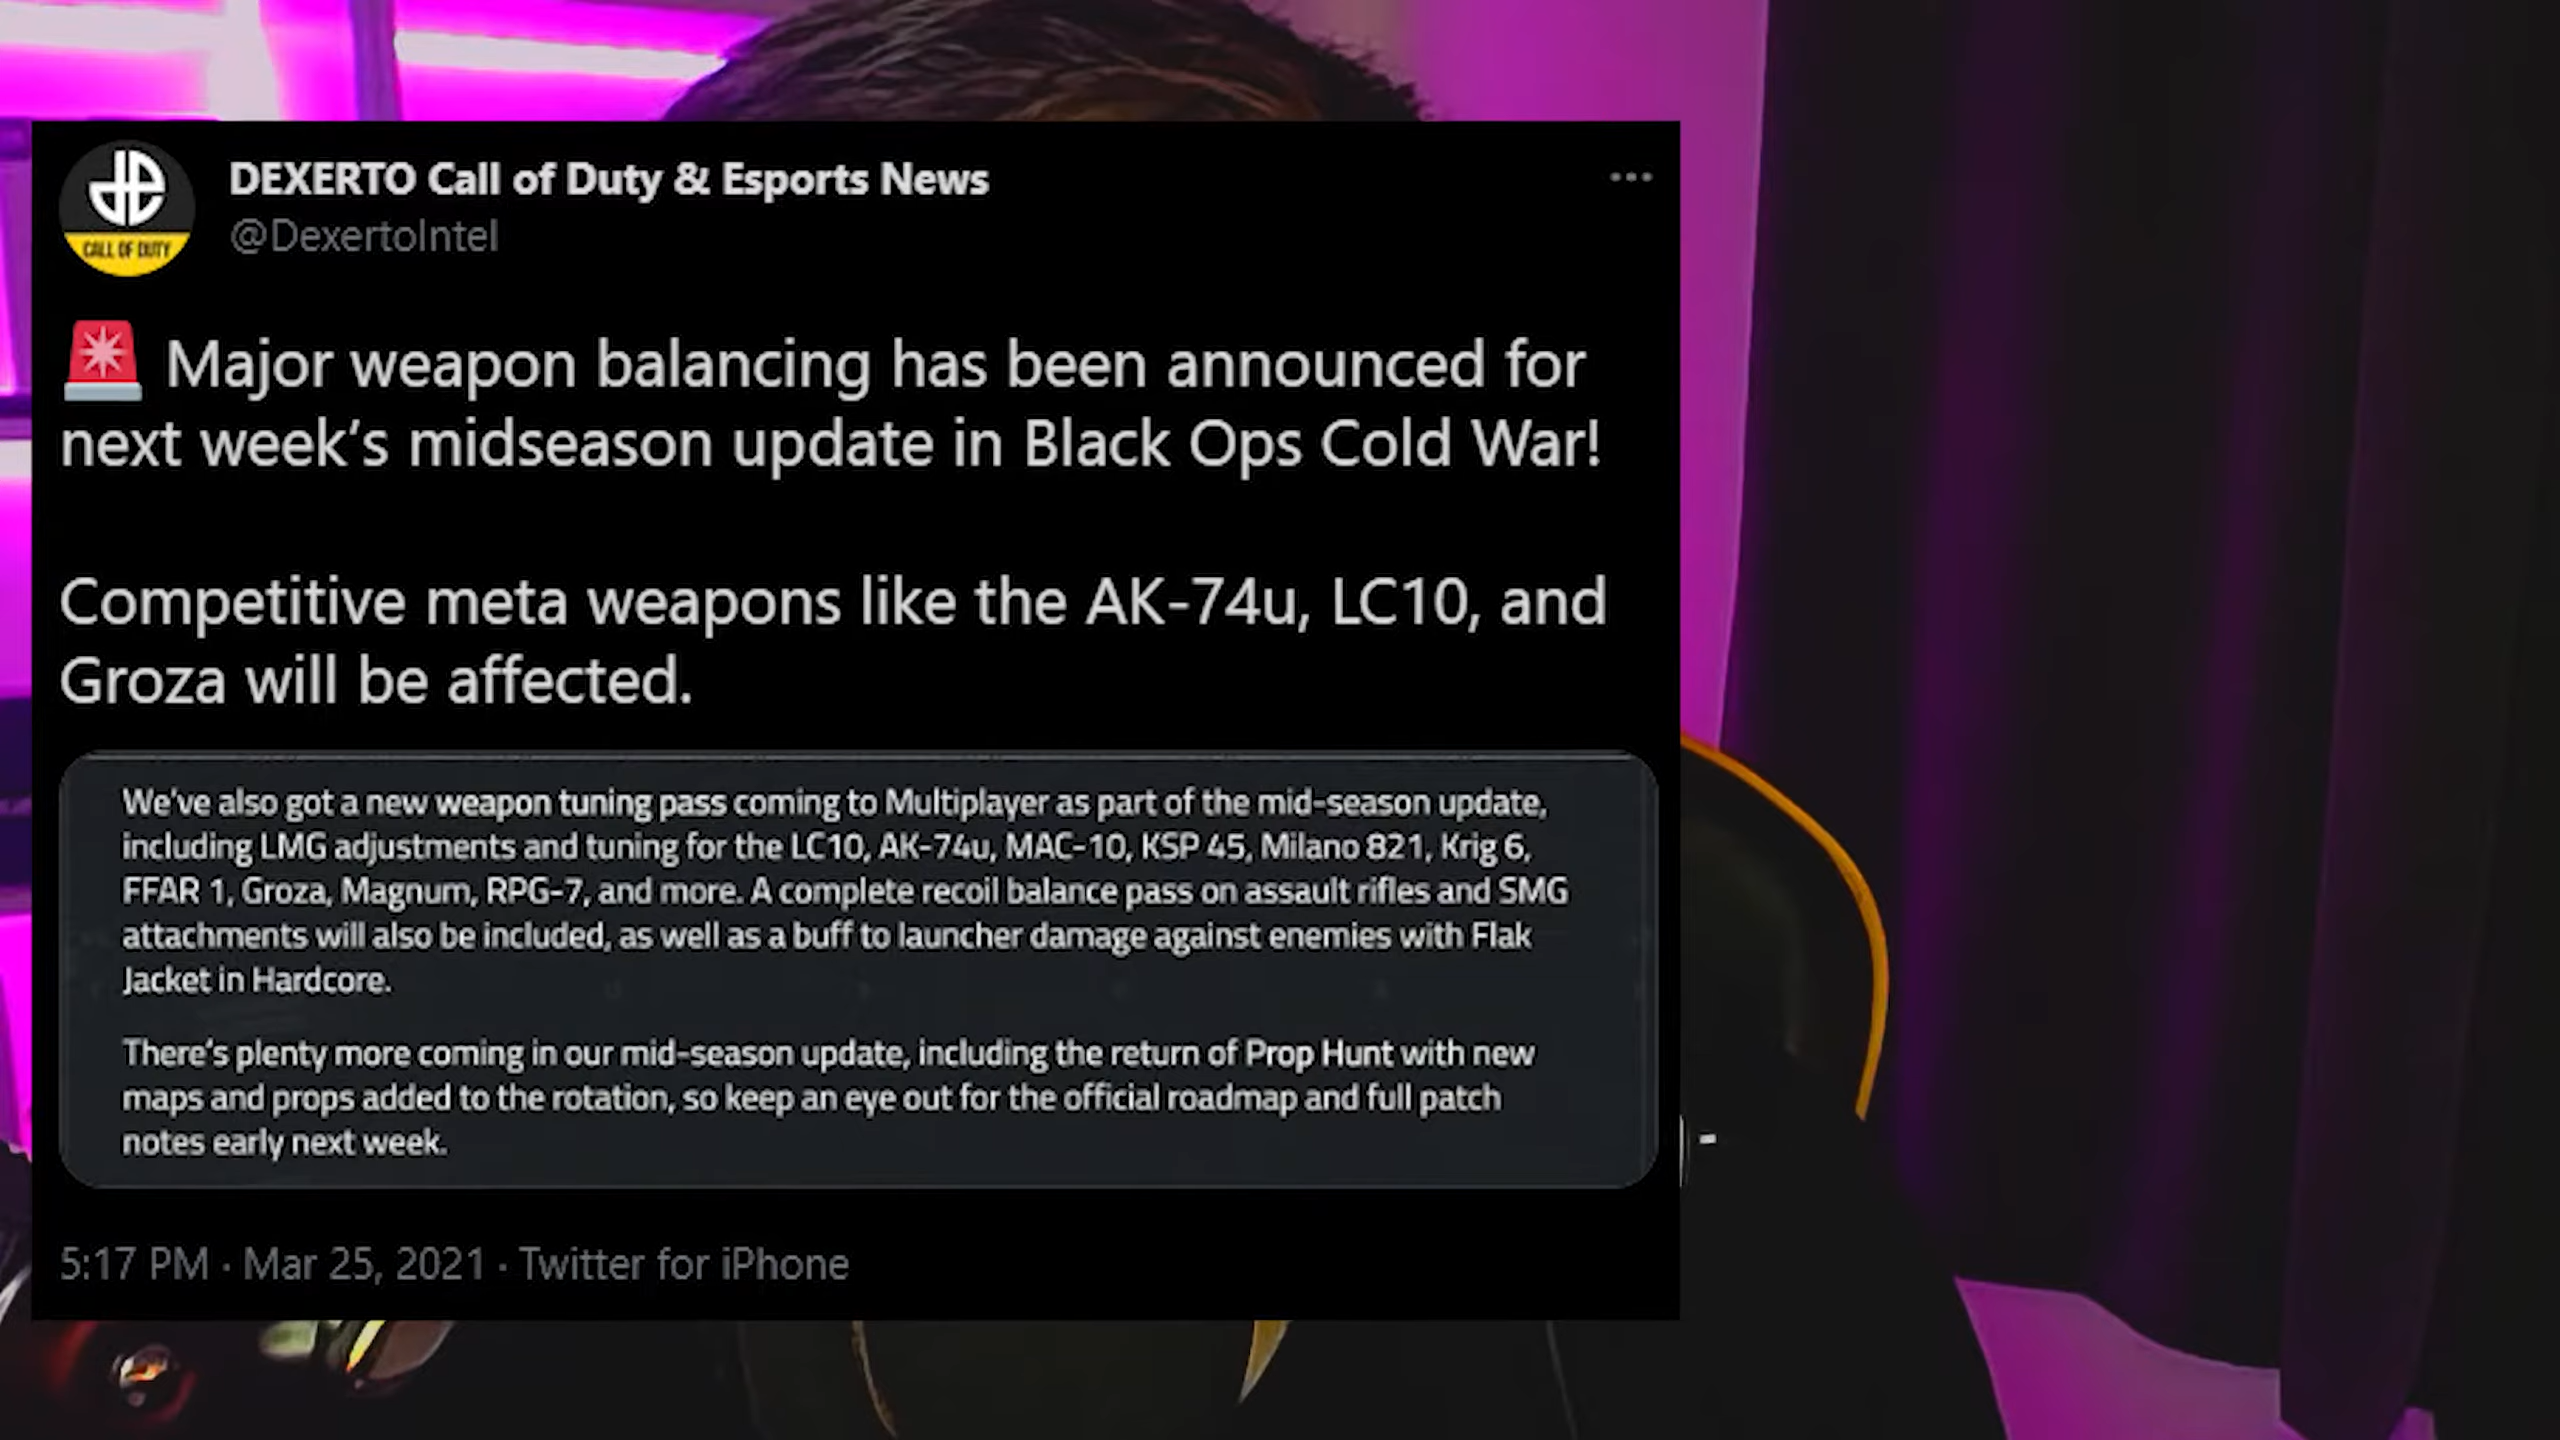 de
CALL OF DUTY
DEXERTO Call of Duty & Esports News
@DexertoIntel
🚨 Major weapon balancing has been announced for
next week’s midseason update in Black Ops Cold War!
Competitive meta weapons like the AK-74u, LC10, and
Groza will be affected.
We've also got a new weapon tuning pass coming to Multiplayer as part of the mid-season update,
including LMG adjustments and tuning for the LC10, AK-74u, MAC-10, KSP 45, Milano 821, Krig 6,
FFAR 1, Groza, Magnum, RPG-7, and more. A complete recoil balance pass on assault rifles and SMG
attachments will also be included, as well as a buff to launcher damage against enemies with Flak
Jacket in Hardcore.
There's plenty more coming in our mid-season update, including the return of Prop Hunt with new
maps and props added to the rotation, so keep an eye out for the official roadmap and full patch
notes early next week.
5:17 PM · Mar 25, 2021 · Twitter for iPhone